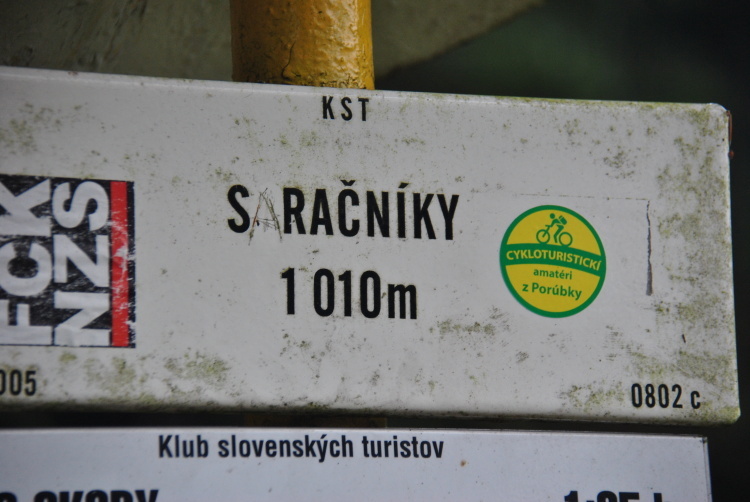 KST
SARAČNÍKY
1 010m
FCK
NZS
CYKLOTURISTICKÍ
amatéri
z Porúbky
005
0802 c
Klub slovenských turistov